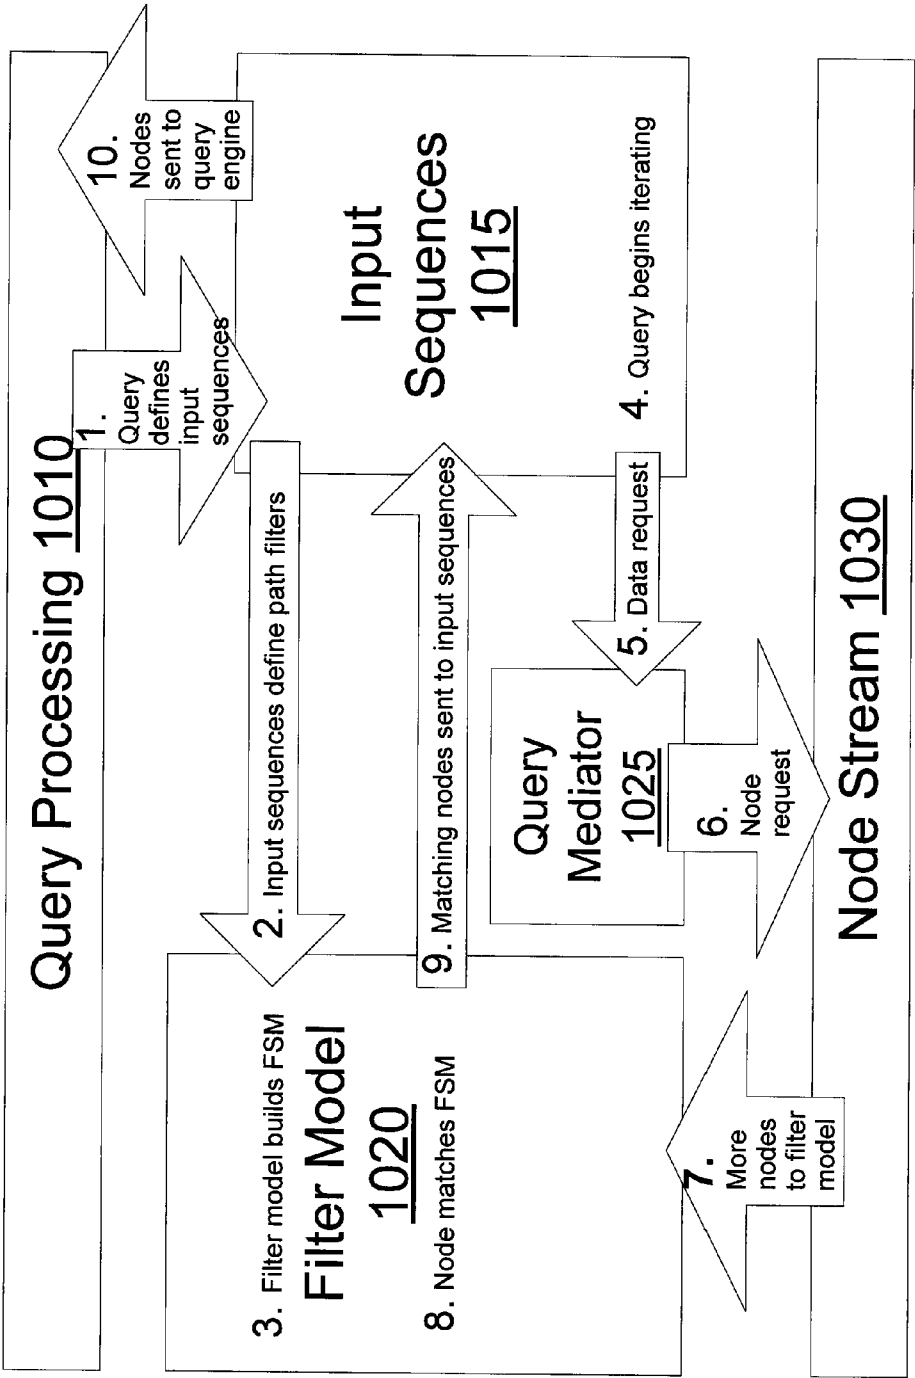 Query Processing 1010
1.
Query
defines
input
sequences
10.
Nodes
sent to
query
engine
2. Input sequences define path filters
3. Filter model builds FSM
Filter Model
1020
8. Node matches FSM
9. Matching nodes sent to input sequences
Input
Sequences
1015
4. Query begins iterating
5. Data request
Query
Mediator
1025
6.
Node
request
7.
More
nodes
to filter
model
Node Stream 1030